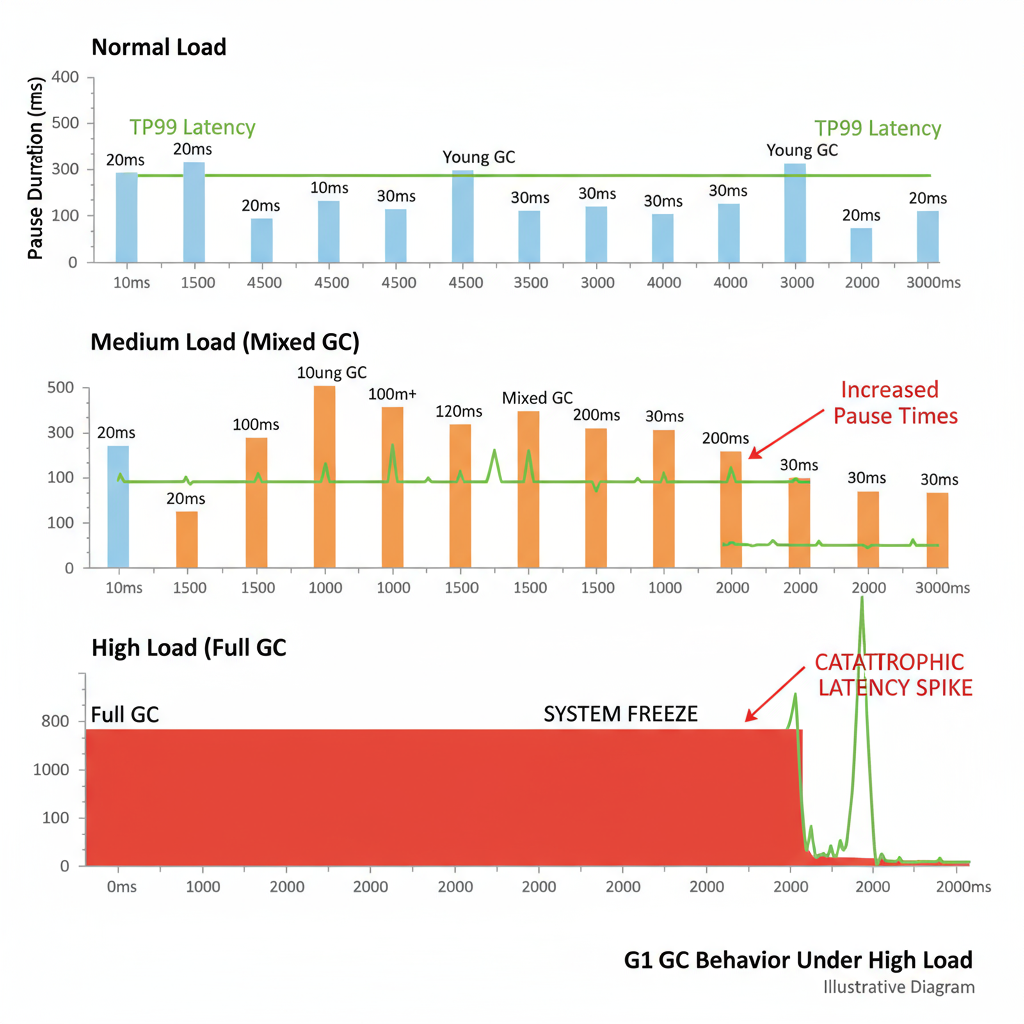 Normal Load
Pause Dumration (ms)
400
500
300
100
0
TP99 Latency
TP99 Latency
20ms
20ms
20ms
10ms
30ms
Young GC
30ms
30ms
30ms
30ms
Young GC
20ms
20ms
10ms 1500 4500 4500 4500 4500 3500 3000 4000 4000 3000 2000 3000ms
Medium Load (Mixed GC)
500
300
100
100
0
20ms
20ms
100ms
10ung GC
100m+
120ms
Mixed GC
200ms
30ms
200ms
30ms
30ms
30ms
Increased
Pause Times
10ms 1500 1500 1000 1000 1500 1500 1500 1000 2000 2000 2000 3000ms
High Load (Full GC
800
1000
100
0
Full GC
SYSTEM FREEZE
CATATTROPHIC
LATENCY SPIKE
0ms 1000 2000 2000 2000 2000 2000 2000 2000 2000 2000ms
G1 GC Behavior Under High Load
Illustrative Diagram